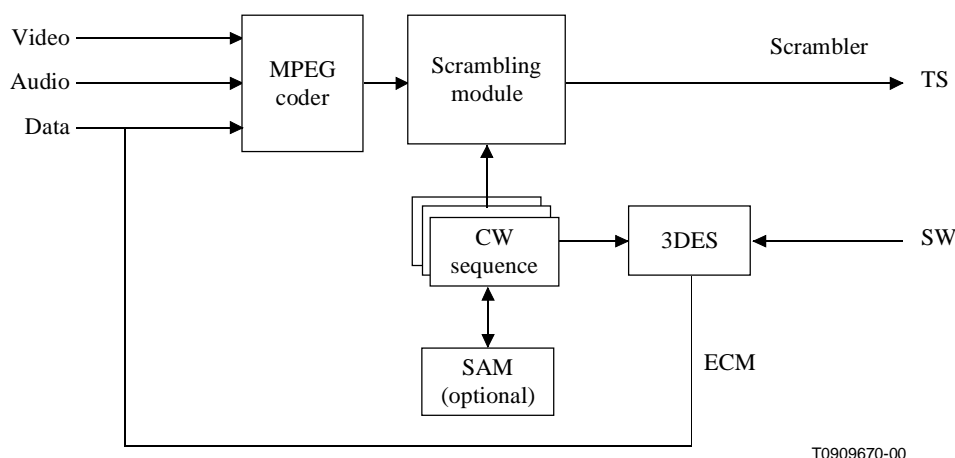 Video
Audio
Data
MPEG
coder
Scrambling
module
Scrambler
TS
CW
sequence
3DES
SW
SAM
(optional)
ECM
T0909670-00